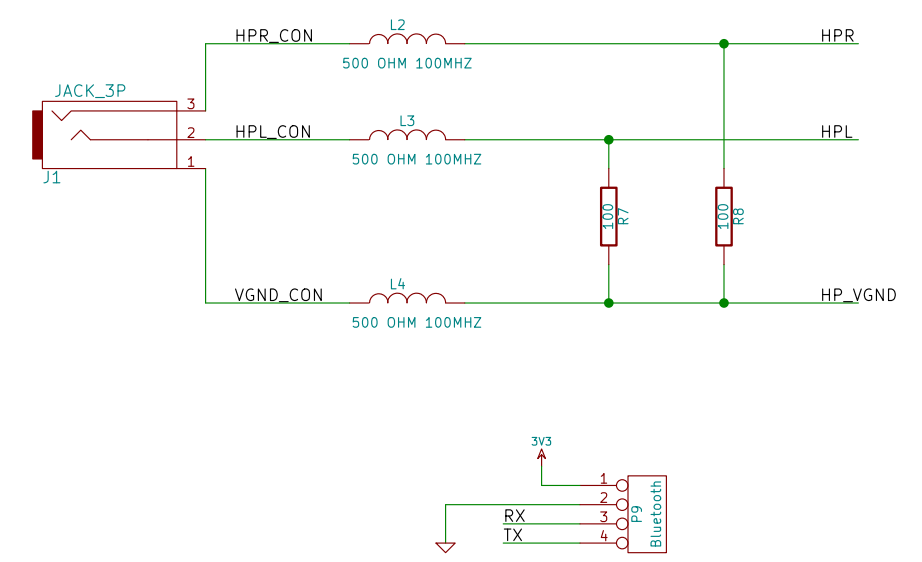 L2
HPR_CON
HPR
500 OHM 100MHZ
JACK_3P
3
L3
2
HPL_CON
HPL
500 OHM 100MHZ
1
J1
100
R7
100
R8
L4
VGND_CON
HP_VGND
500 OHM 100MHZ
3V3
1
2
RX
3
TX
4
P9
Bluetooth